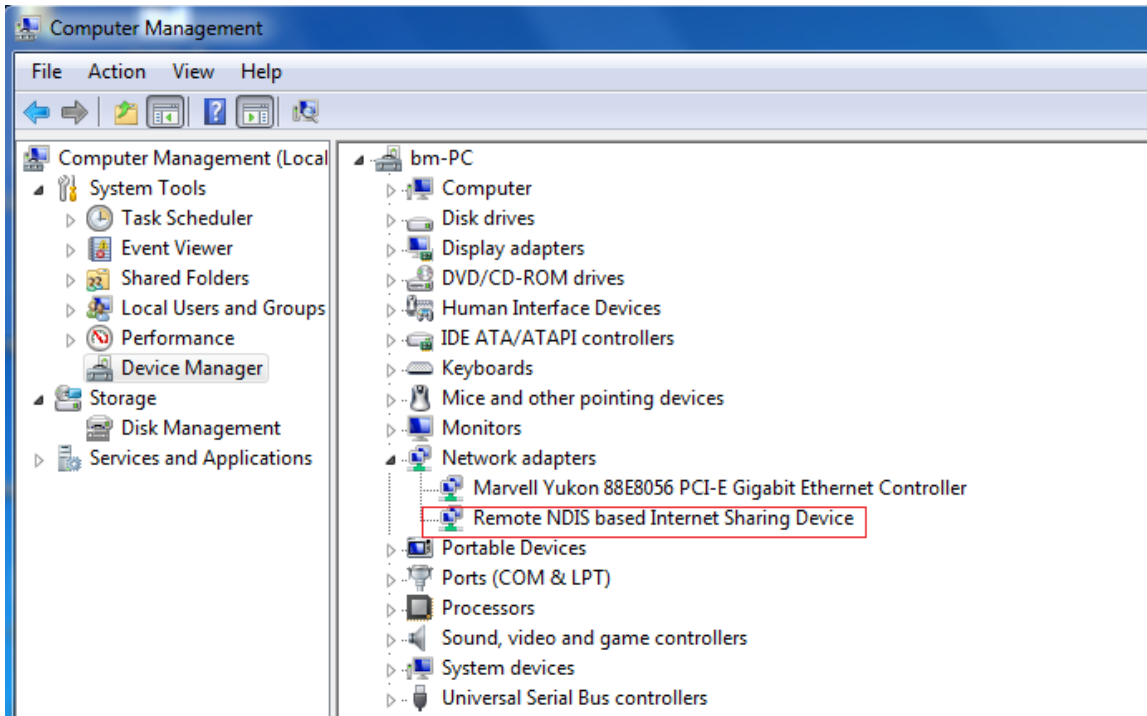 Computer Management
File Action View Help
Computer Management (Local
System Tools
Task Scheduler
Event Viewer
Shared Folders
Local Users and Groups
Performance
Device Manager
Storage
Disk Management
Services and Applications
bm-PC
Computer
Disk drives
Display adapters
DVD/CD-ROM drives
Human Interface Devices
IDE ATA/ATAPI controllers
Keyboards
Mice and other pointing devices
Monitors
Network adapters
Marvell Yukon 88E8056 PCI-E Gigabit Ethernet Controller
Remote NDIS based Internet Sharing Device
Portable Devices
Ports (COM & LPT)
Processors
Sound, video and game controllers
System devices
Universal Serial Bus controllers